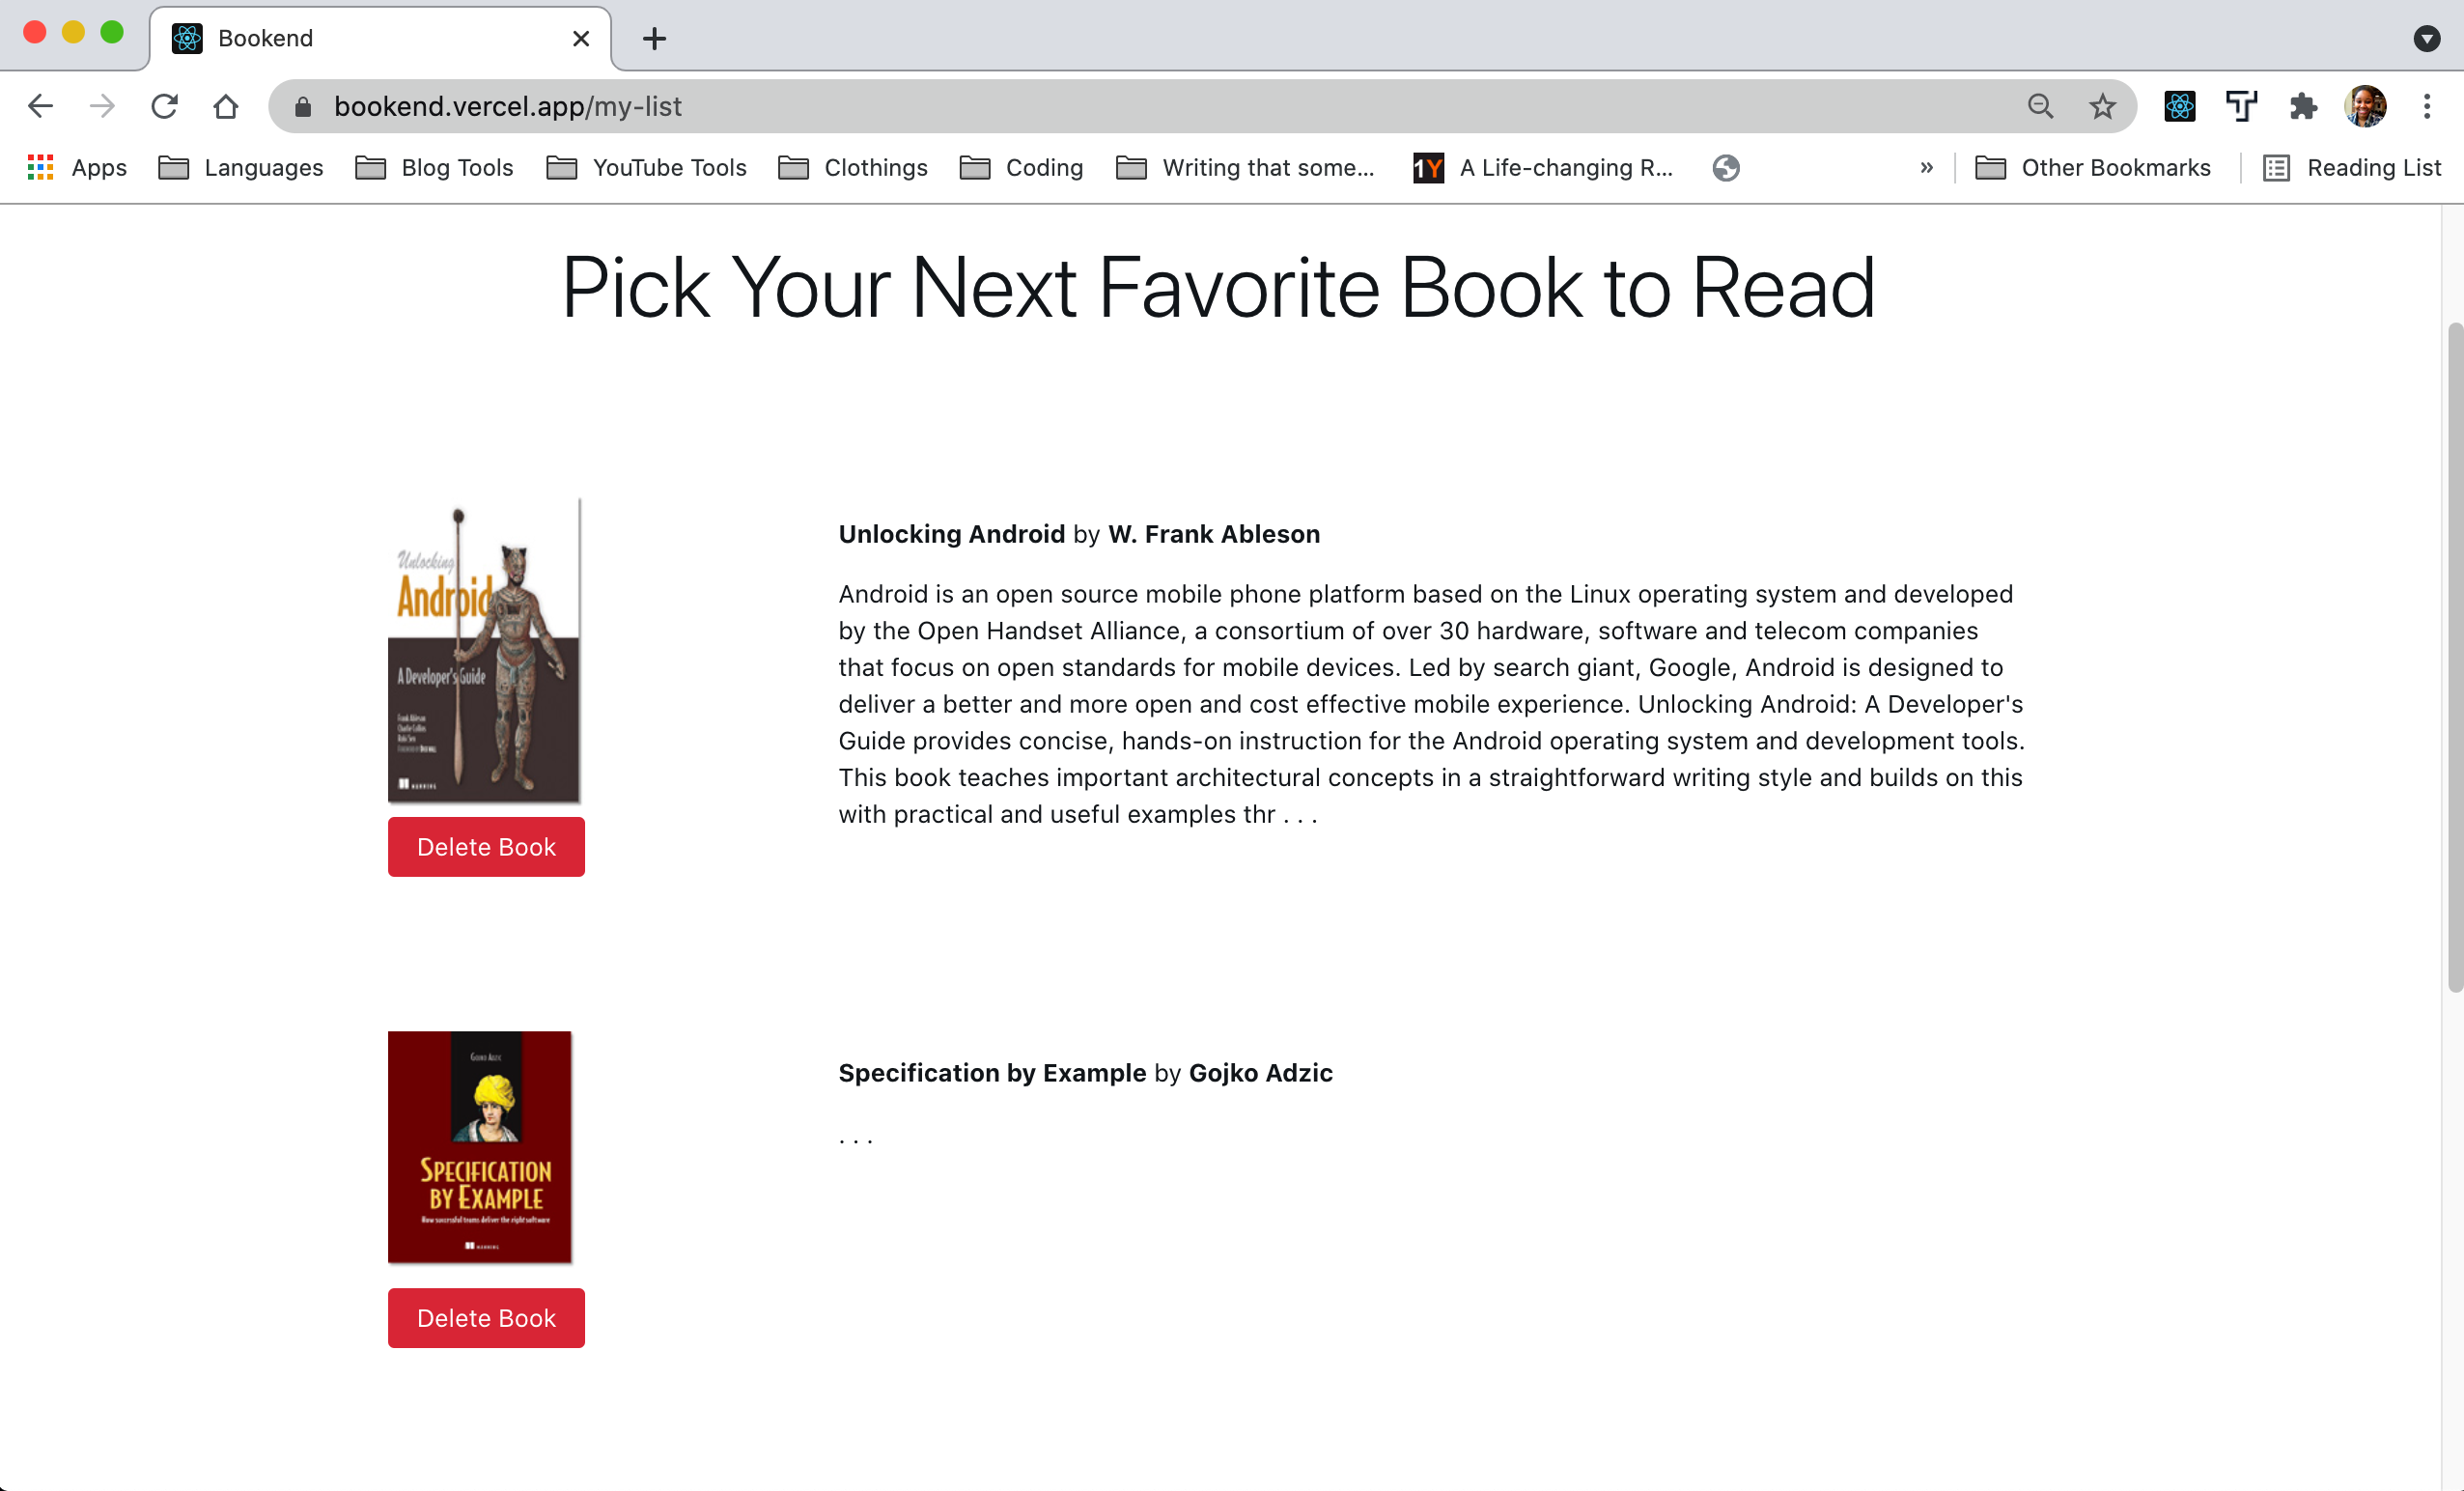 Bookend
bookend.vercel.app/my-list
Apps
Languages
Blog Tools
YouTube Tools
Clothings
Coding
Writing that some...
1Y
A Life-changing R...
»
Other Bookmarks
Reading List
Pick Your Next Favorite Book to Read
Unlocking
Android
A Developer's Guide
Frank Ableson
Charlie Collins
Robi Sen
MANNING
Delete Book
Unlocking Android by W. Frank Ableson
Android is an open source mobile phone platform based on the Linux operating system and developed
by the Open Handset Alliance, a consortium of over 30 hardware, software and telecom companies
that focus on open standards for mobile devices. Led by search giant, Google, Android is designed to
deliver a better and more open and cost effective mobile experience. Unlocking Android: A Developer's
Guide provides concise, hands-on instruction for the Android operating system and development tools.
This book teaches important architectural concepts in a straightforward writing style and builds on this
with practical and useful examples thr . . .
GOJKO ADZIC
SPECIFICATION
BY EXAMPLE
How successful teams deliver the right software
MANNING
Delete Book
Specification by Example by Gojko Adzic
. . .